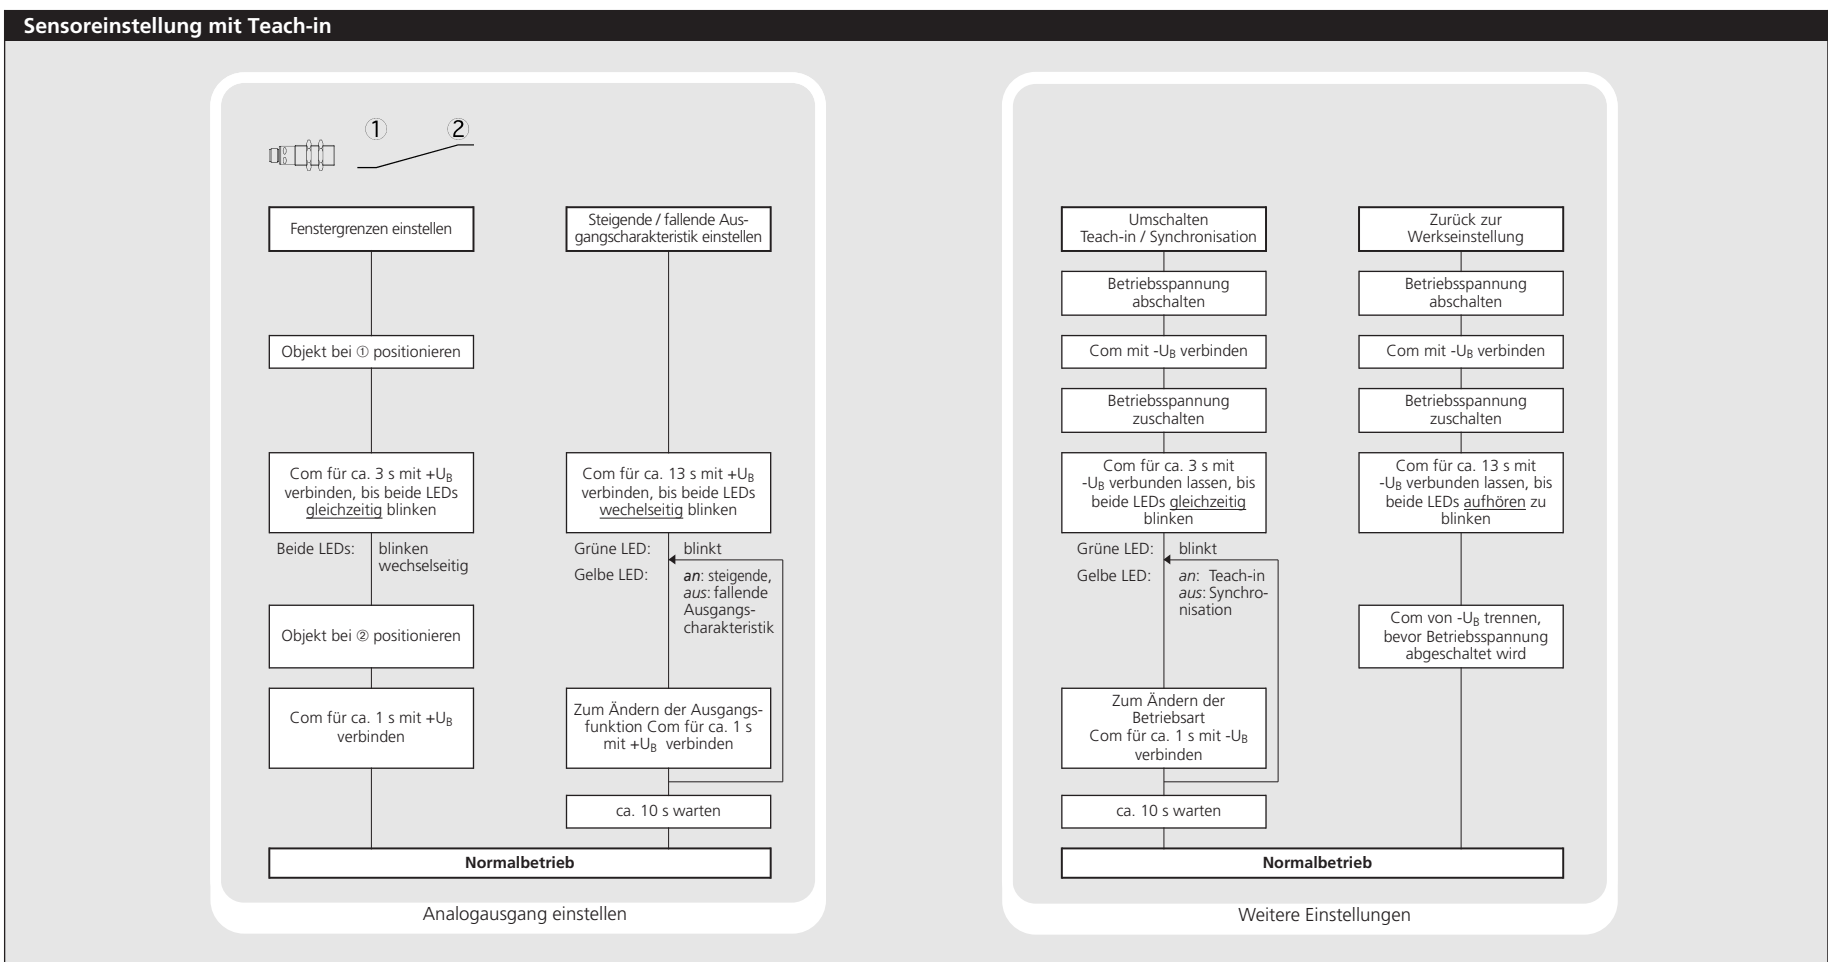 Sensoreinstellung mit Teach-in
① ②
Fenstergrenzen einstellen
Objekt bei ① positionieren
Com für ca. 3 s mit +UB
verbinden, bis beide LEDs
gleichzeitig blinken
Beide LEDs: blinken
wechselseitig
Objekt bei ② positionieren
Com für ca. 1 s mit +UB
verbinden
Steigende / fallende Aus-
gangscharakteristik einstellen
Com für ca. 13 s mit +UB
verbinden, bis beide LEDs
wechelseitig blinken
Grüne LED: blinkt
Gelbe LED: an: steigende,
aus: fallende
Ausgangs-
charakteristik
Zum Ändern der Ausgangs-
funktion Com für ca. 1 s
mit +UB verbinden
ca. 10 s warten
Normalbetrieb
Analogausgang einstellen
Umschalten
Teach-in / Synchronisation
Betriebsspannung
abschalten
Com mit -UB verbinden
Betriebsspannung
zuschalten
Com für ca. 3 s mit
-UB verbunden lassen, bis
beide LEDs gleichzeitig
blinken
Grüne LED: blinkt
Gelbe LED: an: Teach-in
aus: Synchro-
nisation
Zum Ändern der
Betriebsart
Com für ca. 1 s mit -UB
verbinden
ca. 10 s warten
Zurück zur
Werkseinstellung
Betriebsspannung
abschalten
Com mit -UB verbinden
Betriebsspannung
zuschalten
Com für ca. 13 s mit
-UB verbunden lassen, bis
beide LEDs aufhören zu
blinken
Com von -UB trennen,
bevor Betriebsspannung
abgeschaltet wird
Normalbetrieb
Weitere Einstellungen